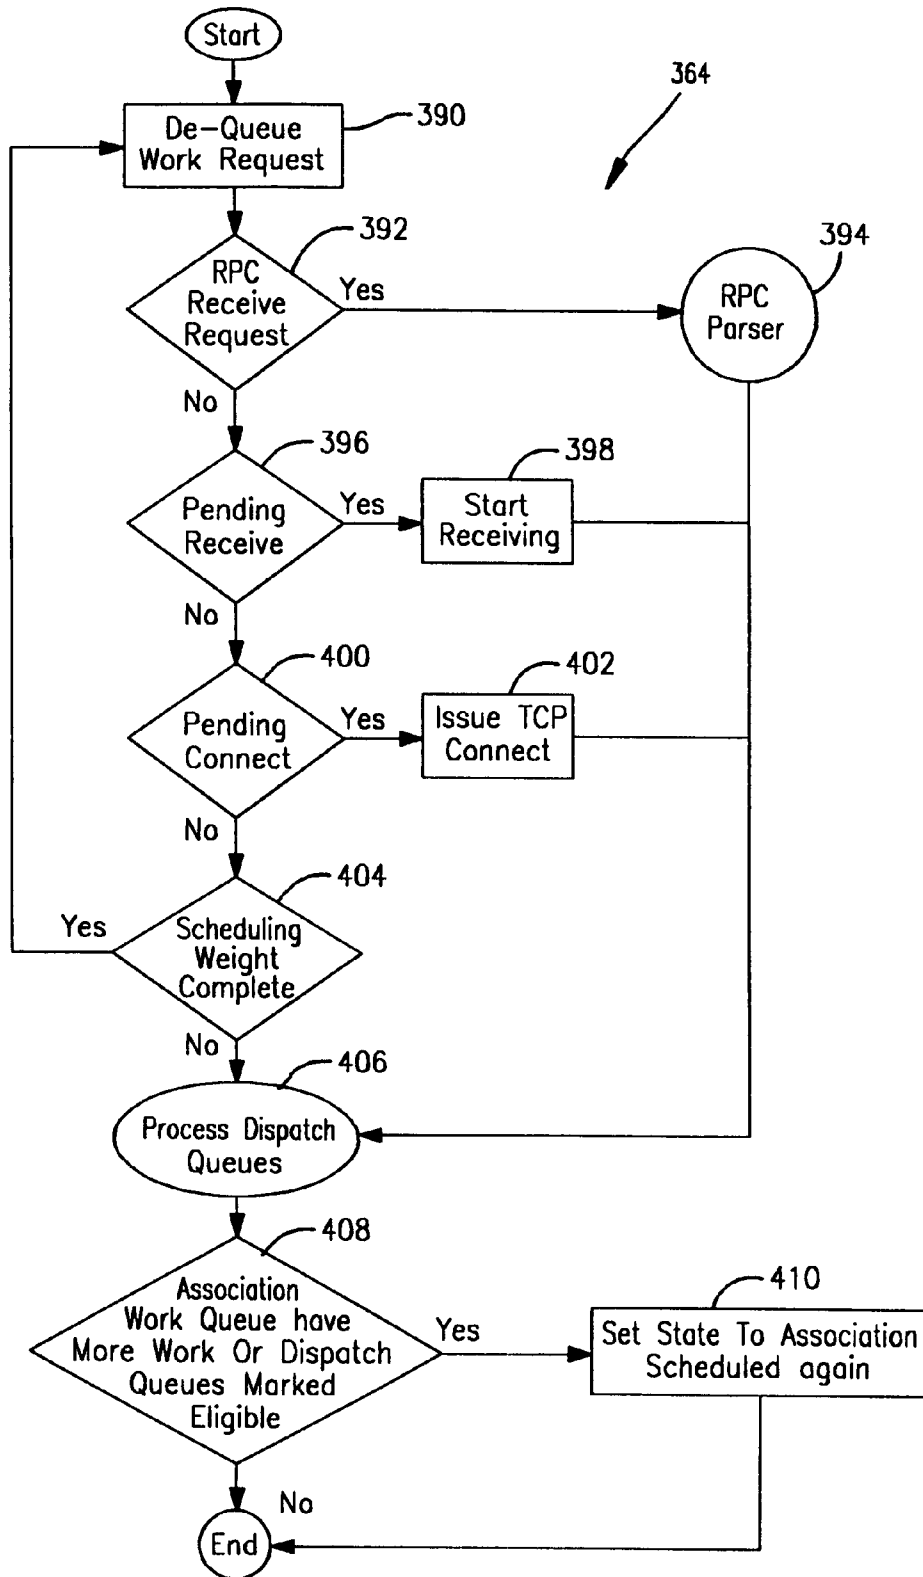 Start
364
De-Queue
Work Request
390
392
RPC
Receive
Request
Yes
394
RPC
Parser
No
396
Pending
Receive
Yes
398
Start
Receiving
No
400
Pending
Connect
Yes
402
Issue TCP
Connect
No
404
Yes
Scheduling
Weight
Complete
No
406
Process Dispatch
Queues
408
Association
Work Queue have
More Work Or Dispatch
Queues Marked
Eligible
Yes
410
Set State To Association
Scheduled again
No
End